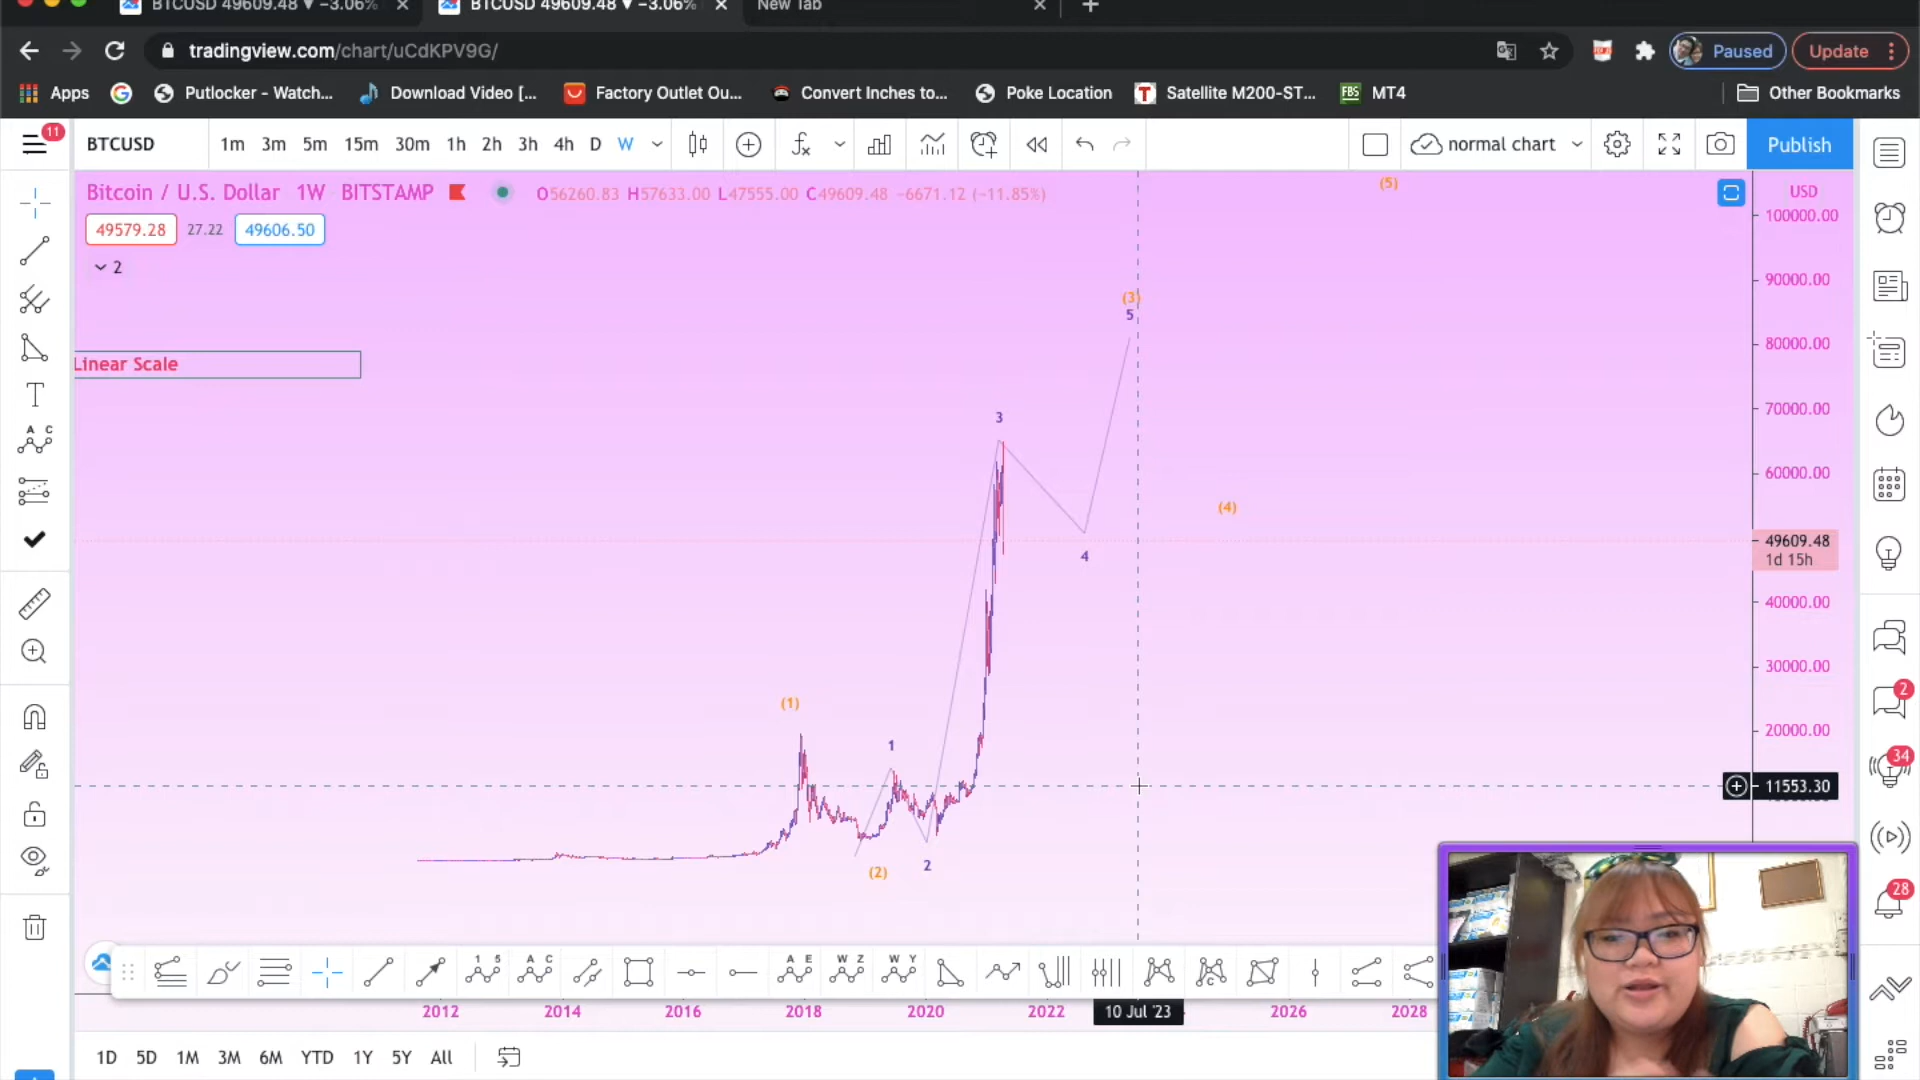 BTCUSD 49609.48 ▼ −3.06%
BTCUSD 49609.48 ▼ −3.06%
New Tab
tradingview.com/chart/uCdKPV9G/
Paused
Update
Apps
Putlocker - Watch...
Download Video [...
Factory Outlet Ou...
Convert Inches to...
Poke Location
Satellite M200-ST...
FBS MT4
Other Bookmarks
11
BTCUSD
1m 3m 5m 15m 30m 1h 2h 3h 4h D W
normal chart
Publish
Bitcoin / U.S. Dollar 1W BITSTAMP
O56260.83 H57633.00 L47555.00 C49609.48 −6671.12 (−11.85%)
49579.28 27.22 49606.50
2
Linear Scale
(5)
USD
100000.00
90000.00
(3)
5
80000.00
3
70000.00
60000.00
(4)
4
49609.48
1d 15h
40000.00
30000.00
(1)
20000.00
1
11553.30
(2)
2
2
34
28
A C
1 5
A C
A E
W Z
W Y
C
2012 2014 2016 2018 2020 2022 10 Jul '23 2026 2028
1D 5D 1M 3M 6M YTD 1Y 5Y All